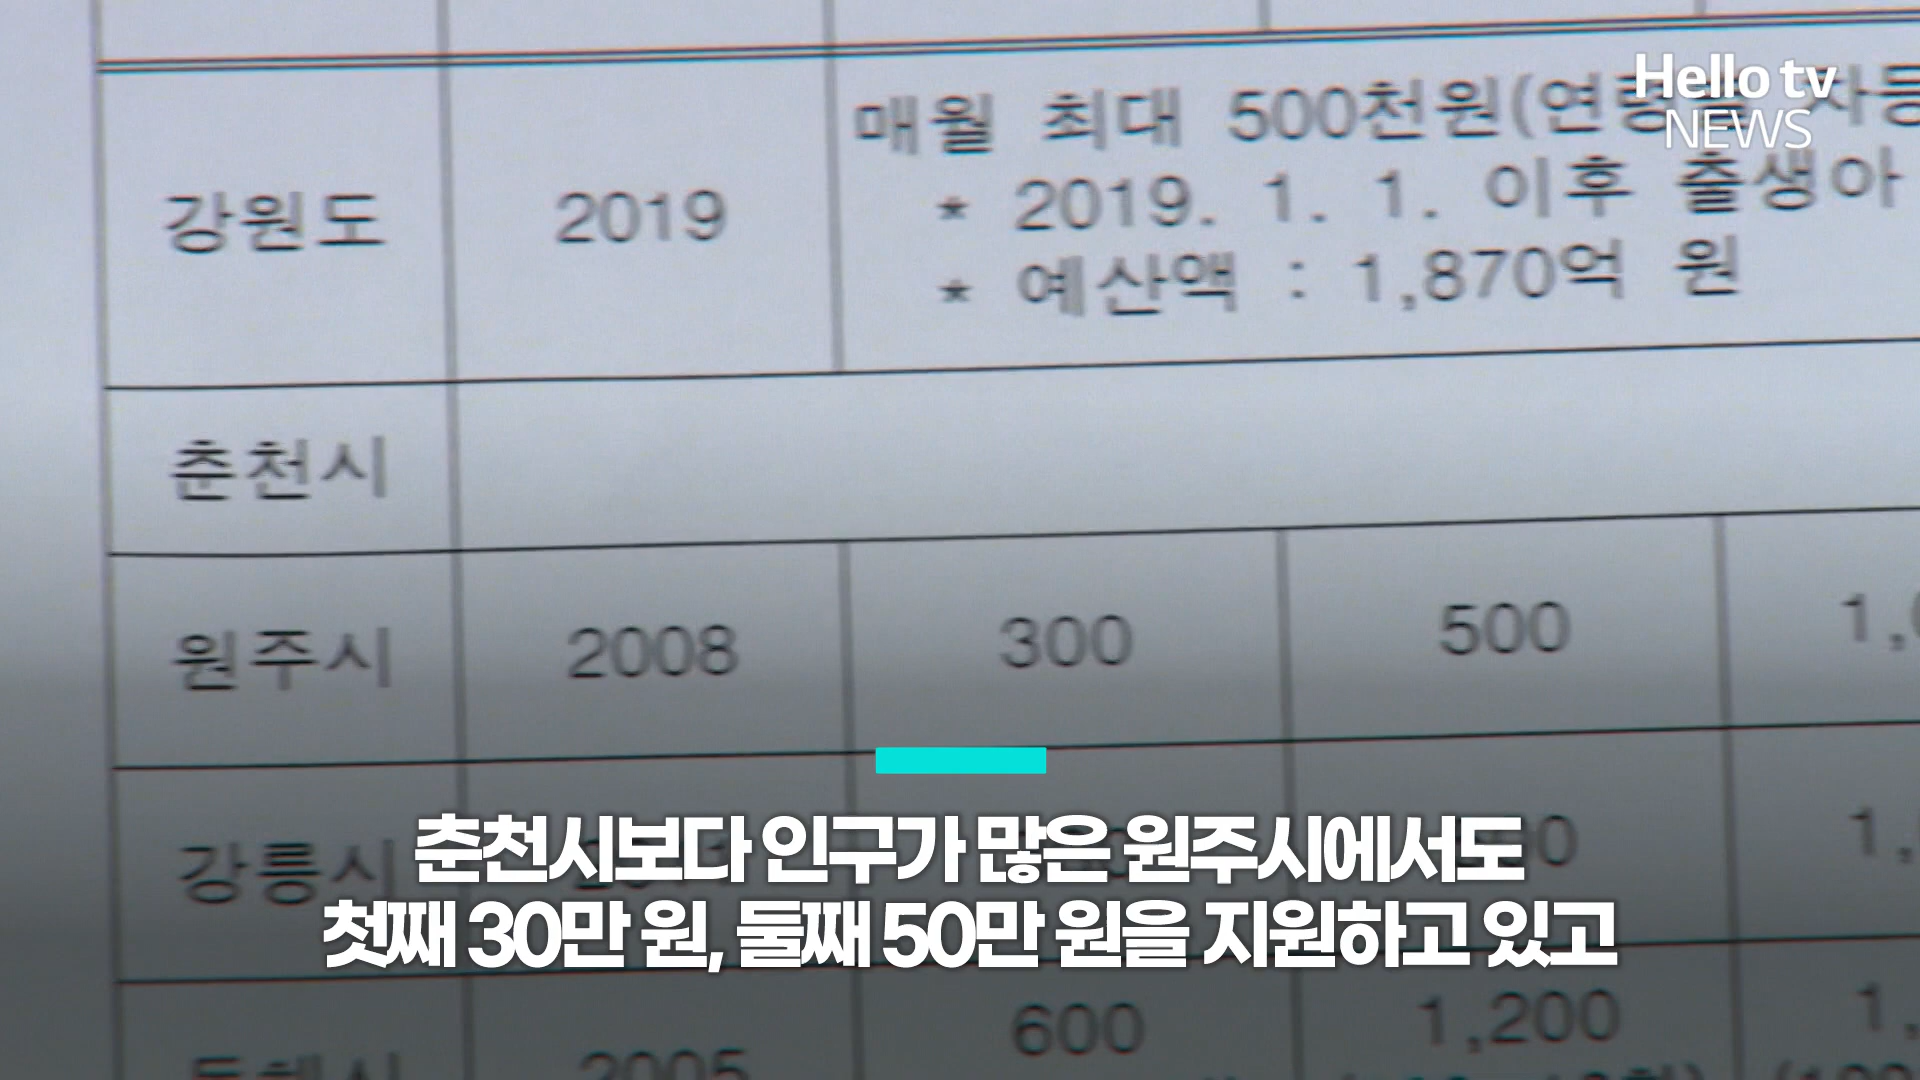 Hello tv
NEWS
매월 최대 500천원(연령
강원도 2019 * 2019. 1. 1. 이후 출생아
* 예산액 : 1,870억 원
춘천시
원주시 2008 300 500
강릉시
춘천시보다 인구가 많은 원주시에서도
첫째 30만 원, 둘째 50만 원을 지원하고 있고
600 1,200
2005